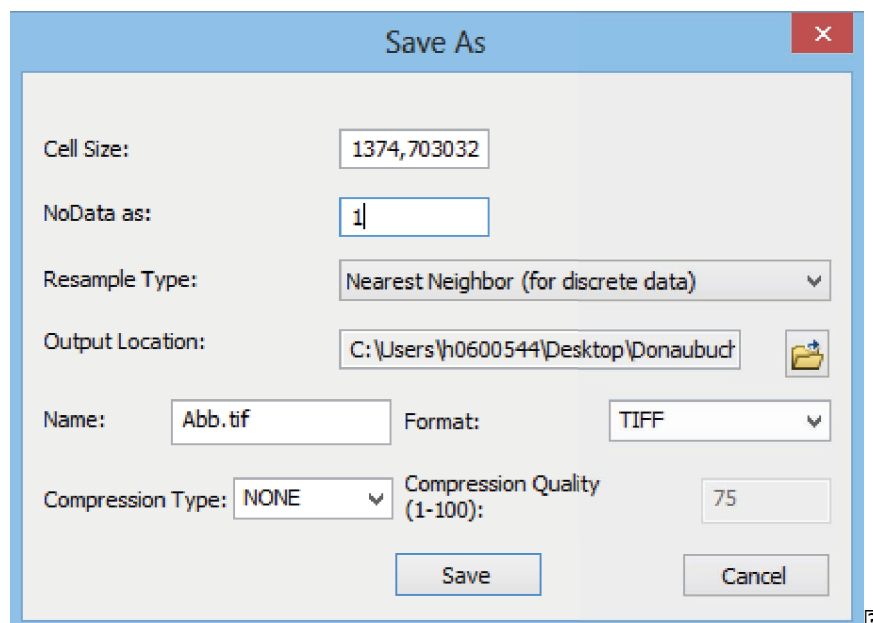 Save As
Cell Size: 1374,703032
NoData as: 1
Resample Type: Nearest Neighbor (for discrete data)
Output Location: C:\Users\h0600544\Desktop\Donaubuch
Name: Abb.tif Format: TIFF
Compression Type: NONE Compression Quality (1-100): 75
Save Cancel